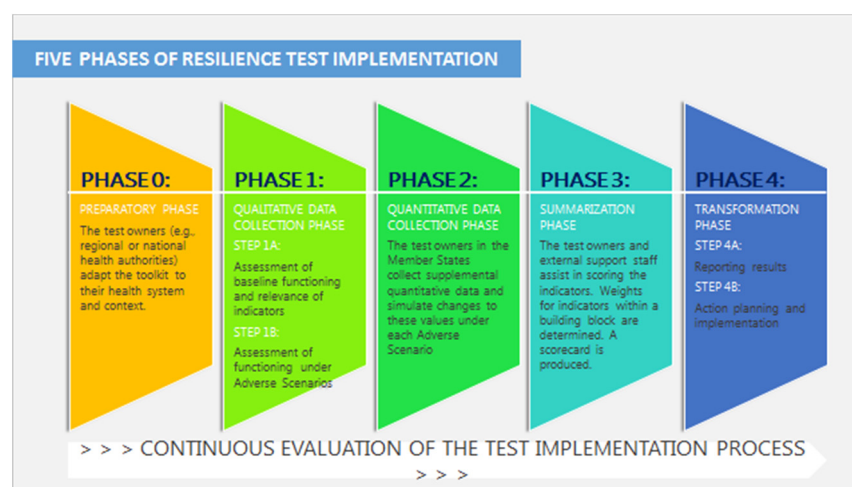 FIVE PHASES OF RESILIENCE TEST IMPLEMENTATION
PHASE 0:
PREPARATORY PHASE
The test owners (e.g.,
regional or national
health authorities)
adapt the toolkit to
their health system
and context.
PHASE 1:
QUALITATIVE DATA
COLLECTION PHASE
STEP 1A:
Assessment of
baseline functioning
and relevance of
indicators
STEP 1B:
Assessment of
functioning under
Adverse Scenarios
PHASE 2:
QUANTITATIVE DATA
COLLECTION PHASE
The test owners in the
Member States
collect supplemental
quantitative data and
simulate changes to
these values under
each Adverse
Scenario
PHASE 3:
SUMMARIZATION
PHASE
The test owners and
external support staff
assist in scoring the
indicators. Weights
for indicators within a
building block are
determined. A
scorecard is
produced.
PHASE 4:
TRANSFORMATION
PHASE
STEP 4A:
Reporting results
STEP 4B:
Action planning and
implementation
> > > CONTINUOUS EVALUATION OF THE TEST IMPLEMENTATION PROCESS
> > >